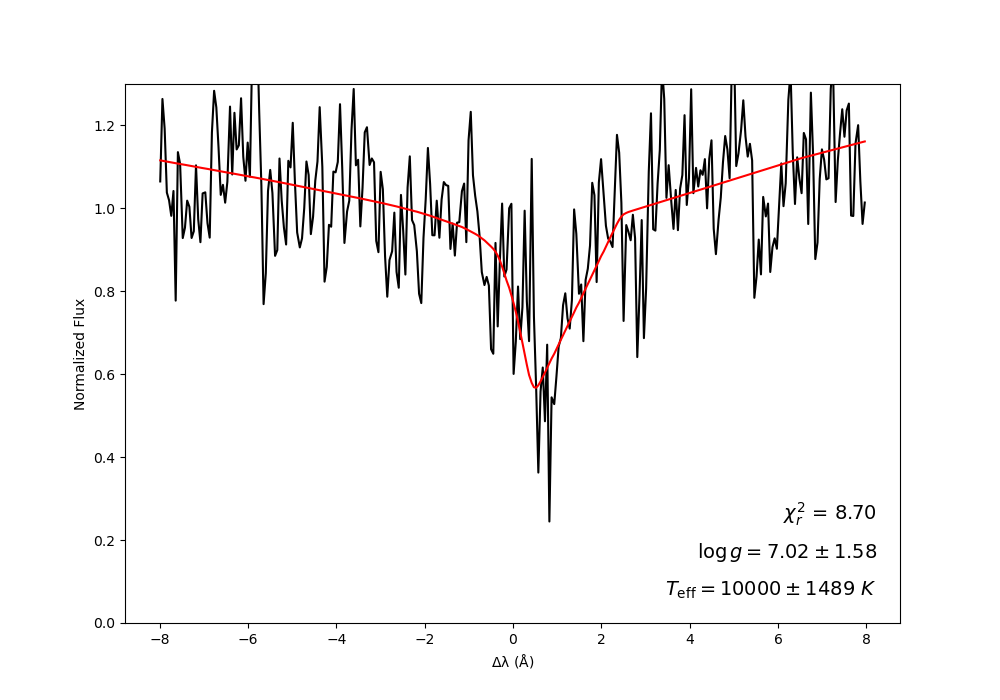 1.2
1.0
0.8
0.6
0.4
0.2
0.0
Normalized Flux
χ²ᵣ = 8.70
log g = 7.02 ± 1.58
T_eff = 10000 ± 1489 K
−8 −6 −4 −2 0 2 4 6 8
Δλ (Å)